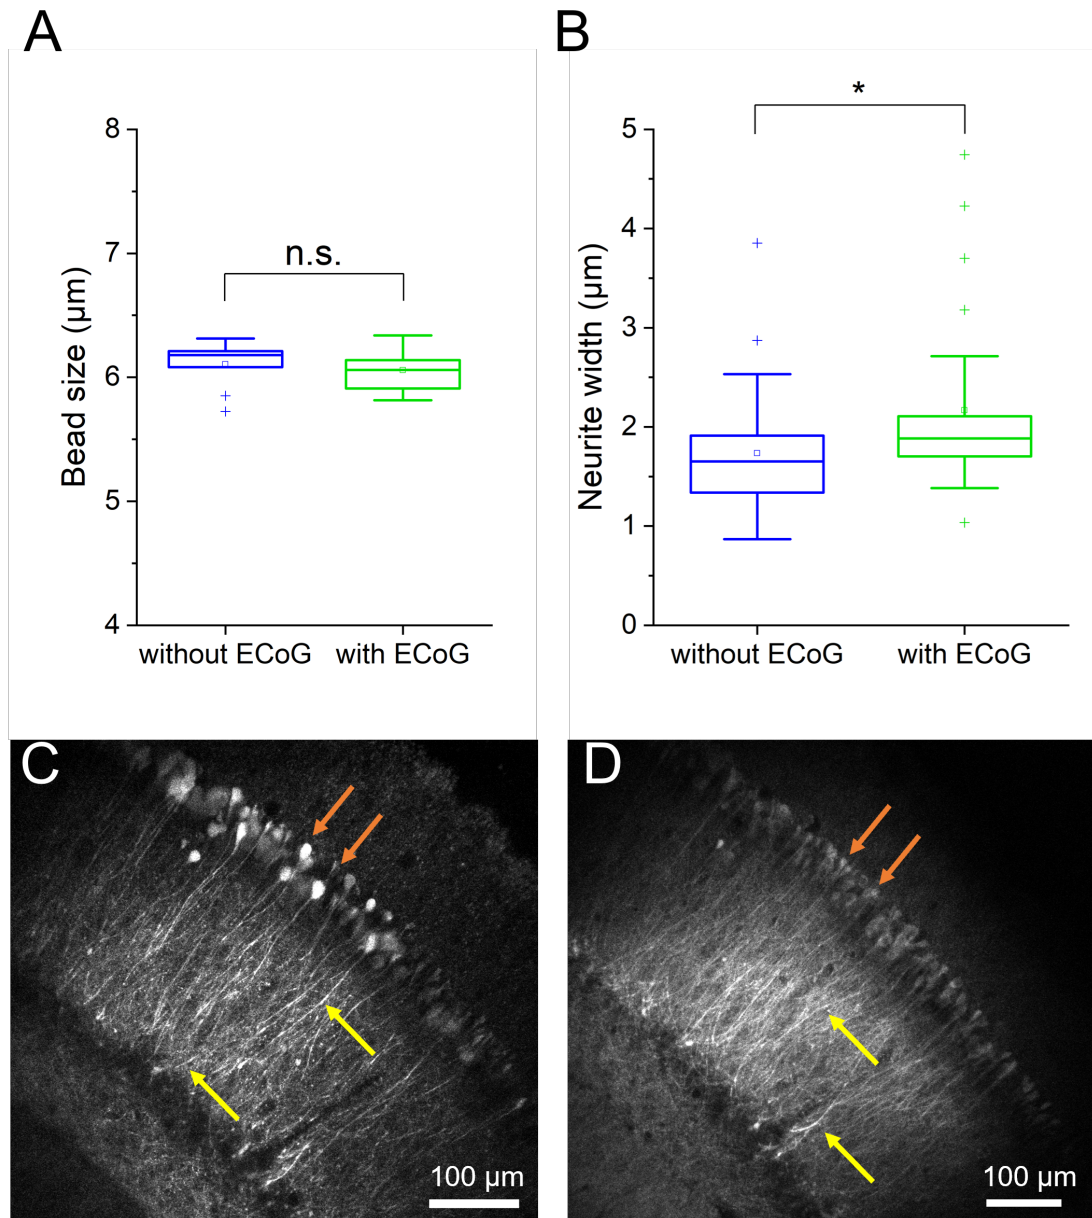 A
8
7
6
5
4
Bead size (µm)
n.s.
without ECoG
with ECoG
B
5
4
3
2
1
0
Neurite width (µm)
*
without ECoG
with ECoG
C
100 µm
D
100 µm